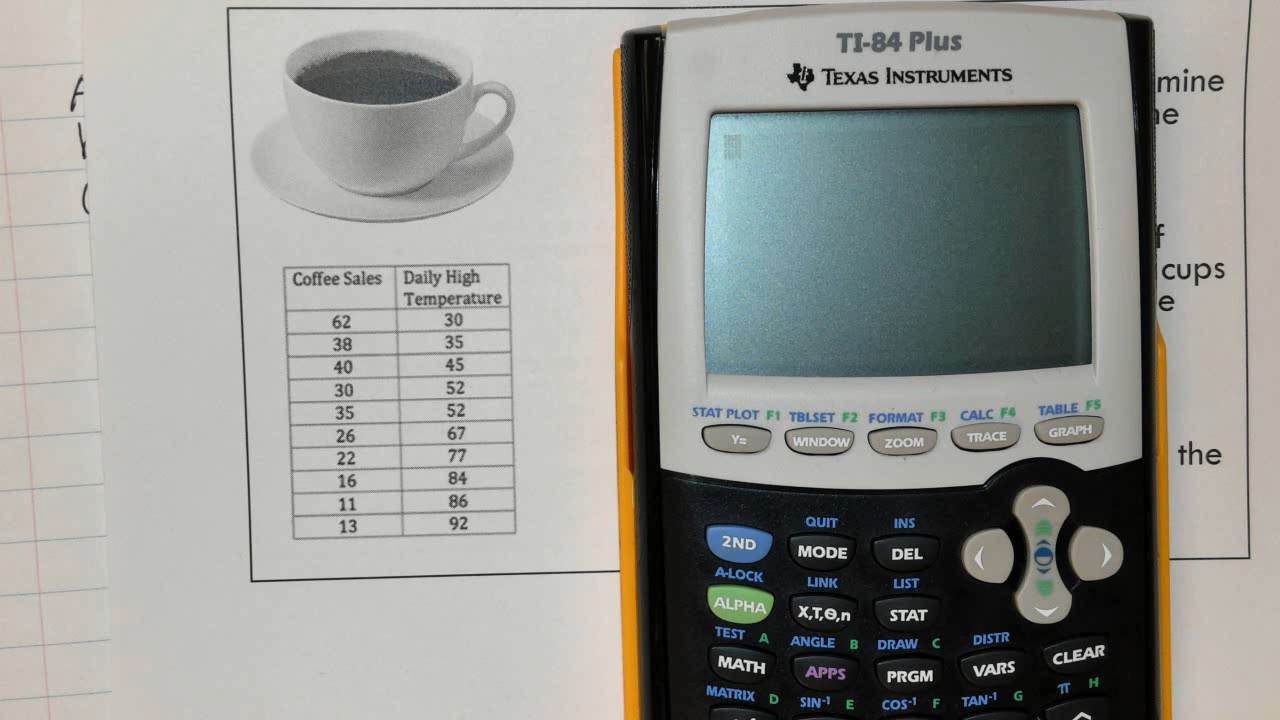 TI-84 Plus
TEXAS INSTRUMENTS
mine
cups
the
Coffee Sales Daily High Temperature
62 30
38 35
40 45
30 52
35 52
26 67
22 77
16 84
11 86
13 92
STAT PLOT F1 TBLSET F2 FORMAT F3 CALC F4 TABLE F5
Y= WINDOW ZOOM TRACE GRAPH
QUIT INS
2ND MODE DEL
A-LOCK LINK LIST
ALPHA X,T,Θ,n STAT
TEST A ANGLE B DRAW C DISTR
MATH APPS PRGM VARS CLEAR
MATRIX D SIN⁻¹ E COS⁻¹ F TAN⁻¹ G π H